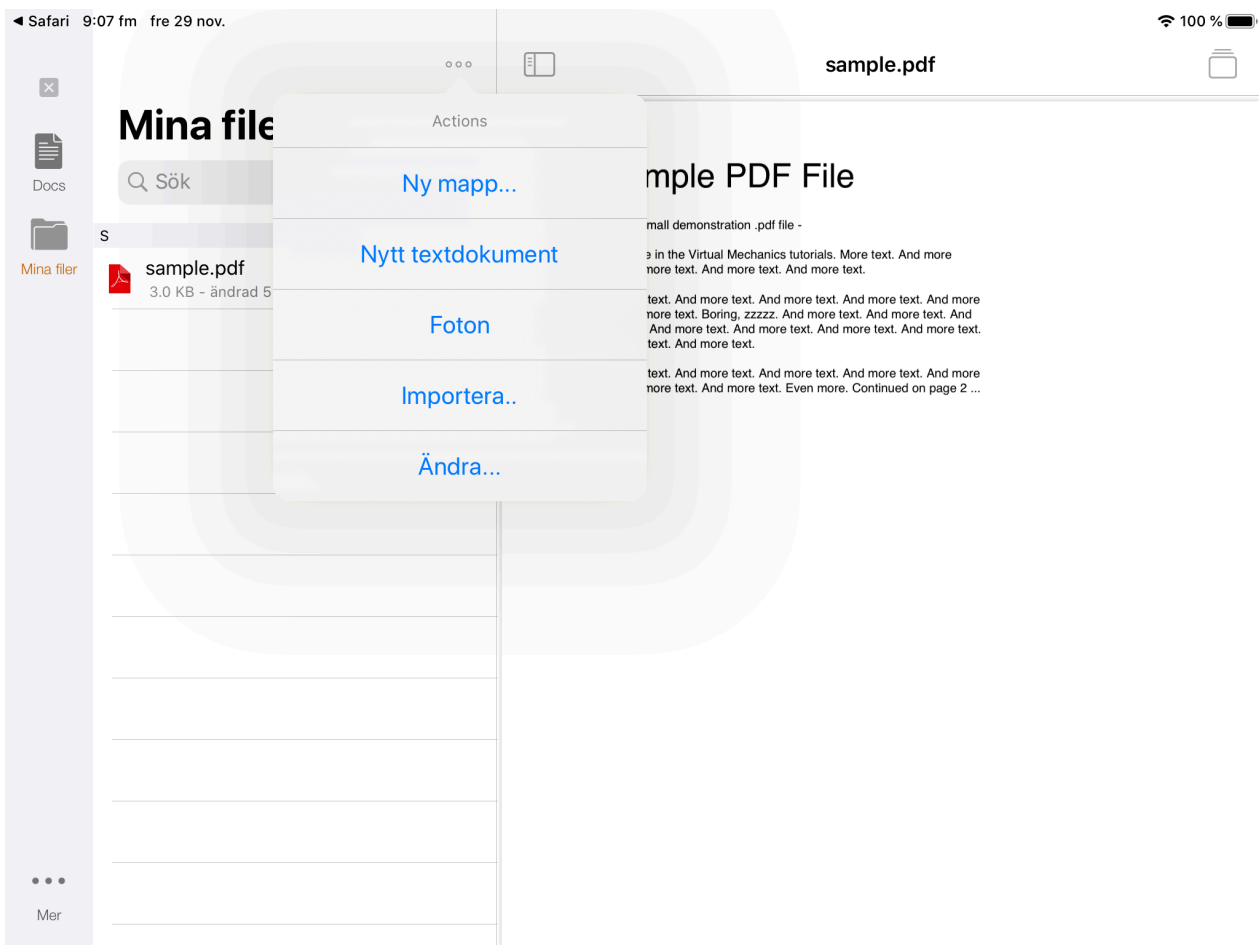 ◀ Safari 9:07 fm fre 29 nov. 100 %
Docs
Mina filer
Mer
Mina file
Sök
S
sample.pdf
3.0 KB - ändrad 5
Actions
Ny mapp...
Nytt textdokument
Foton
Importera..
Ändra...
sample.pdf
mple PDF File
mall demonstration .pdf file -
e in the Virtual Mechanics tutorials. More text. And more
more text. And more text. And more text.
text. And more text. And more text. And more text. And more
more text. Boring, zzzzz. And more text. And more text. And
And more text. And more text. And more text. And more text.
text. And more text.
text. And more text. And more text. And more text. And more
more text. And more text. Even more. Continued on page 2 ...